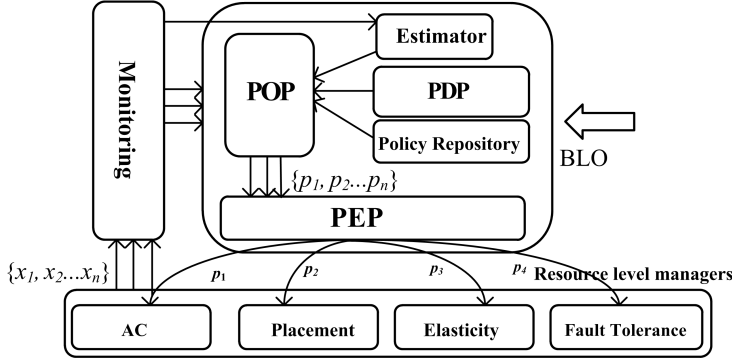 Monitoring
Estimator
POP
PDP
Policy Repository
BLO
{p1, p2...pn}
PEP
{x1, x2...xn}
p1
p2
p3
p4
Resource level managers
AC
Placement
Elasticity
Fault Tolerance